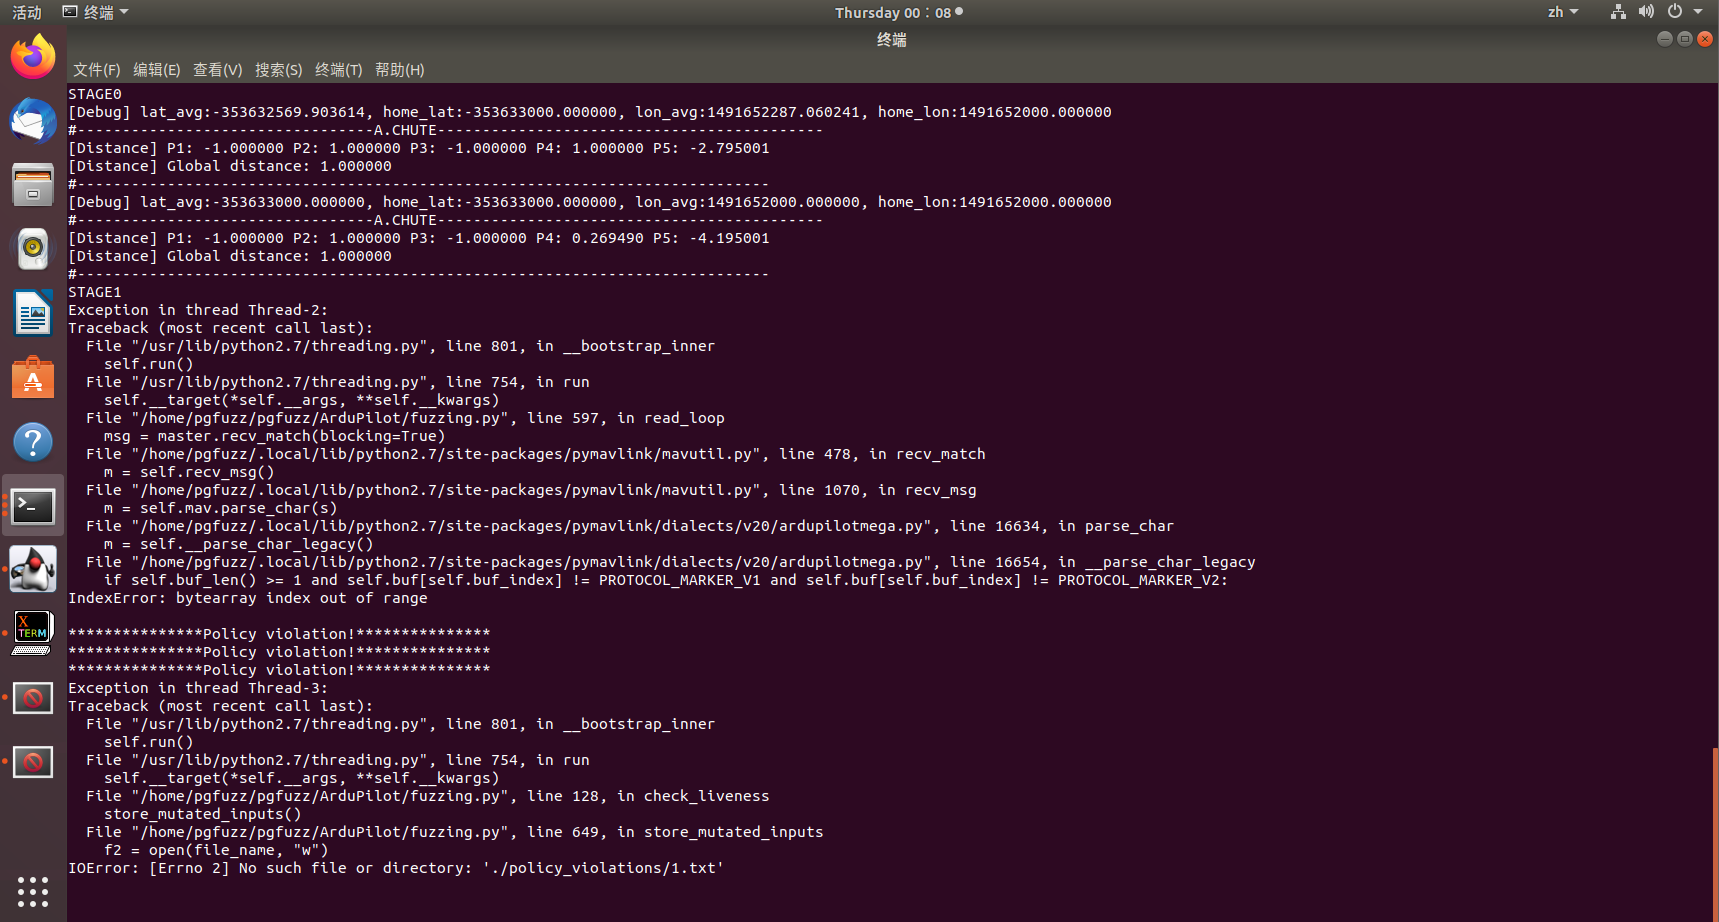 活动
终端
Thursday 00：08
zh
终端
文件(F) 编辑(E) 查看(V) 搜索(S) 终端(T) 帮助(H)
STAGE0
[Debug] lat_avg:-353632569.903614, home_lat:-353633000.000000, lon_avg:1491652287.060241, home_lon:1491652000.000000
#---------------------------------A.CHUTE-------------------------------------------
[Distance] P1: -1.000000 P2: 1.000000 P3: -1.000000 P4: 1.000000 P5: -2.795001
[Distance] Global distance: 1.000000
#-----------------------------------------------------------------------------
[Debug] lat_avg:-353633000.000000, home_lat:-353633000.000000, lon_avg:1491652000.000000, home_lon:1491652000.000000
#---------------------------------A.CHUTE-------------------------------------------
[Distance] P1: -1.000000 P2: 1.000000 P3: -1.000000 P4: 0.269490 P5: -4.195001
[Distance] Global distance: 1.000000
#-----------------------------------------------------------------------------
STAGE1
Exception in thread Thread-2:
Traceback (most recent call last):
  File "/usr/lib/python2.7/threading.py", line 801, in __bootstrap_inner
    self.run()
  File "/usr/lib/python2.7/threading.py", line 754, in run
    self.__target(*self.__args, **self.__kwargs)
  File "/home/pgfuzz/pgfuzz/ArduPilot/fuzzing.py", line 597, in read_loop
    msg = master.recv_match(blocking=True)
  File "/home/pgfuzz/.local/lib/python2.7/site-packages/pymavlink/mavutil.py", line 478, in recv_match
    m = self.recv_msg()
  File "/home/pgfuzz/.local/lib/python2.7/site-packages/pymavlink/mavutil.py", line 1070, in recv_msg
    m = self.mav.parse_char(s)
  File "/home/pgfuzz/.local/lib/python2.7/site-packages/pymavlink/dialects/v20/ardupilotmega.py", line 16634, in parse_char
    m = self.__parse_char_legacy()
  File "/home/pgfuzz/.local/lib/python2.7/site-packages/pymavlink/dialects/v20/ardupilotmega.py", line 16654, in __parse_char_legacy
    if self.buf_len() >= 1 and self.buf[self.buf_index] != PROTOCOL_MARKER_V1 and self.buf[self.buf_index] != PROTOCOL_MARKER_V2:
IndexError: bytearray index out of range
***************Policy violation!***************
***************Policy violation!***************
***************Policy violation!***************
Exception in thread Thread-3:
Traceback (most recent call last):
  File "/usr/lib/python2.7/threading.py", line 801, in __bootstrap_inner
    self.run()
  File "/usr/lib/python2.7/threading.py", line 754, in run
    self.__target(*self.__args, **self.__kwargs)
  File "/home/pgfuzz/pgfuzz/ArduPilot/fuzzing.py", line 128, in check_liveness
    store_mutated_inputs()
  File "/home/pgfuzz/pgfuzz/ArduPilot/fuzzing.py", line 649, in store_mutated_inputs
    f2 = open(file_name, "w")
IOError: [Errno 2] No such file or directory: './policy_violations/1.txt'
X
TERM